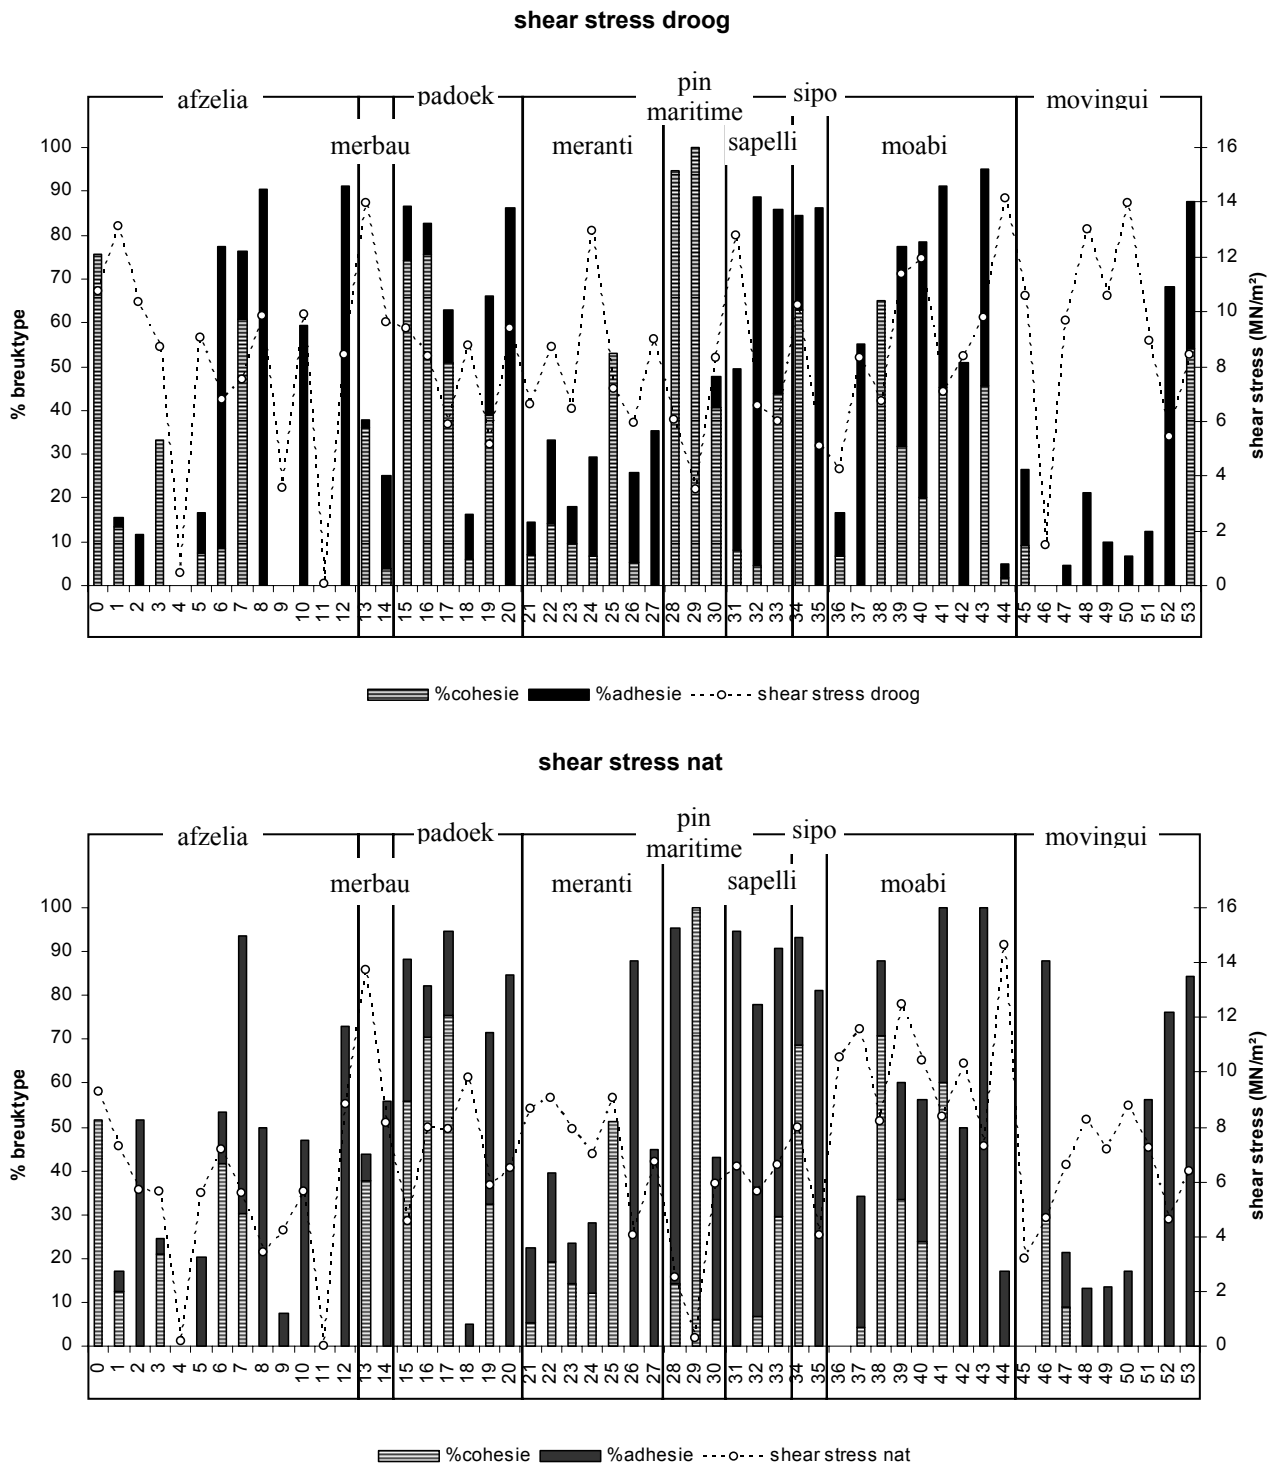 shear stress droog
afzelia
padoek
pin
maritime
sipo
movingui
merbau
meranti
sapelli
moabi
% breuktype
100
90
80
70
60
50
40
30
20
10
0
16
14
12
10
8
6
4
2
0
shear stress (MN/m²)
0 1 2 3 4 5 6 7 8 9 10 11 12 13 14 15 16 17 18 19 20 21 22 23 24 25 26 27 28 29 30 31 32 33 34 35 36 37 38 39 40 41 42 43 44 45 46 47 48 49 50 51 52 53
%cohesie %adhesie shear stress droog
shear stress nat
afzelia
padoek
pin
maritime
sipo
movingui
merbau
meranti
sapelli
moabi
% breuktype
100
90
80
70
60
50
40
30
20
10
0
16
14
12
10
8
6
4
2
0
shear stress (MN/m²)
0 1 2 3 4 5 6 7 8 9 10 11 12 13 14 15 16 17 18 19 20 21 22 23 24 25 26 27 28 29 30 31 32 33 34 35 36 37 38 39 40 41 42 43 44 45 46 47 48 49 50 51 52 53
%cohesie %adhesie shear stress nat